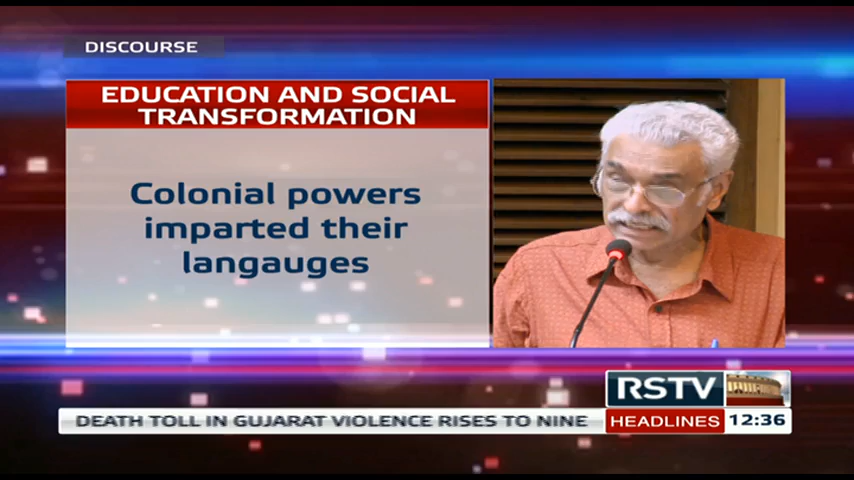 DISCOURSE
EDUCATION AND SOCIAL
TRANSFORMATION
Colonial powers
imparted their
langauges
RSTV
DEATH TOLL IN GUJARAT VIOLENCE RISES TO NINE
HEADLINES
12:36